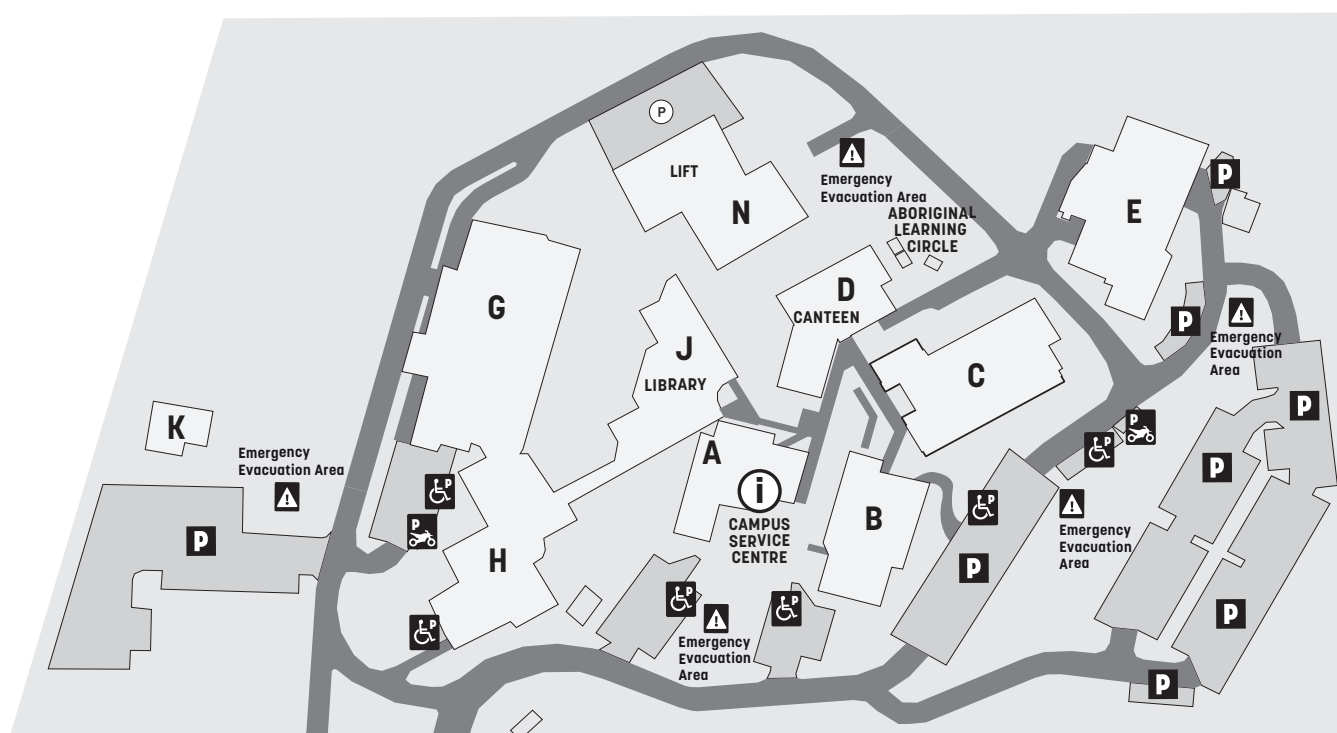 P
LIFT
N
Emergency
Evacuation Area
ABORIGINAL
LEARNING
CIRCLE
E
P
G
D
CANTEEN
J
LIBRARY
C
P
Emergency
Evacuation
Area
P
K
Emergency
Evacuation Area
A
i
CAMPUS
SERVICE
CENTRE
B
P
P
P
P
P
P
H
P
P
P
Emergency
Evacuation
Area
P
P
P
P
Emergency
Evacuation
Area
P
P